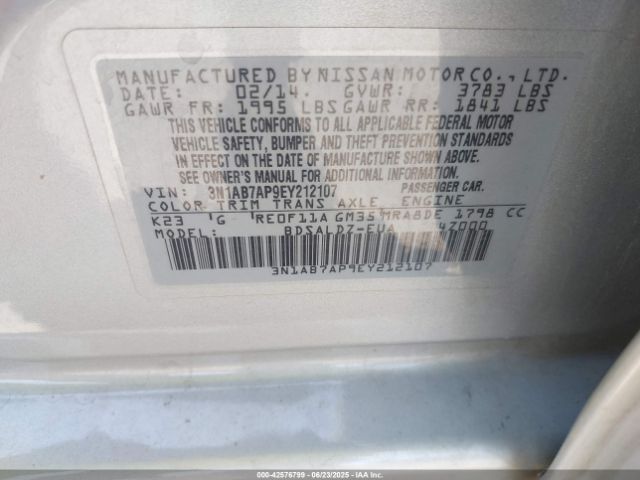 MANUFACTURED BY NISSAN MOTOR CO., LTD.
DATE: 02/14 GVWR: 3783 LBS
GAWR FR: 1995 LBS GAWR RR: 1841 LBS
THIS VEHICLE CONFORMS TO ALL APPLICABLE FEDERAL MOTOR
VEHICLE SAFETY, BUMPER AND THEFT PREVENTION STANDARDS
IN EFFECT ON THE DATE OF MANUFACTURE SHOWN ABOVE.
SEE OWNER'S MANUAL FOR ADDITIONAL INFORMATION.
VIN: 3N1AB7AP9EY212107 PASSENGER CAR.
COLOR TRIM TRANS AXLE ENGINE
K23 'G 'RE0F11A GM35 MRA8DE 1798 CC
MODEL: BDSALDZ-EUA 4Z000
3N1AB7AP9EY212107
000-42576799 - 06/23/2025 - IAAI Proprietary